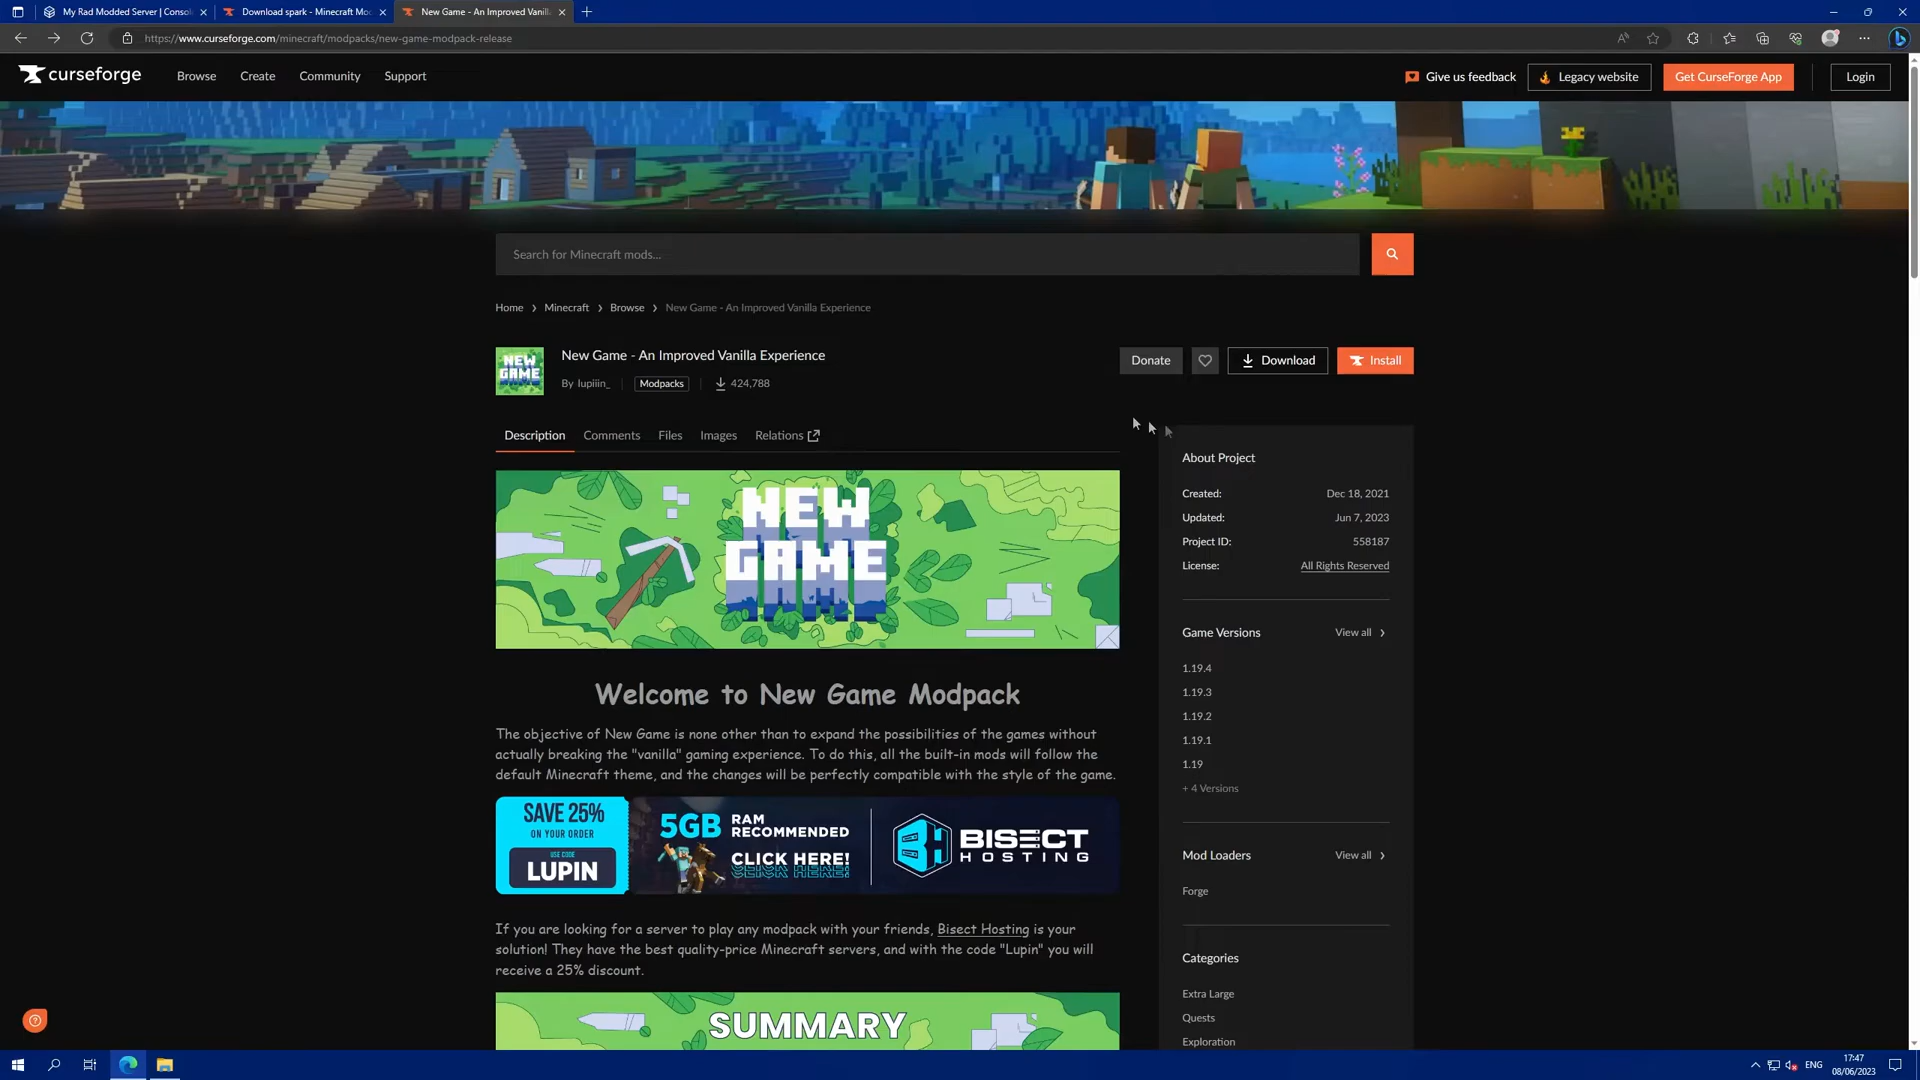 My Rad Modded Server | Consol
Download spark - Minecraft Mo
New Game - An Improved Vanill
https://www.curseforge.com/minecraft/modpacks/new-game-modpack-release
curseforge
Browse
Create
Community
Support
Give us feedback
Legacy website
Get CurseForge App
Login
Search for Minecraft mods...
Home > Minecraft > Browse > New Game - An Improved Vanilla Experience
NEW GAME
New Game - An Improved Vanilla Experience
By lupiiin_
Modpacks
424,788
Donate
Download
Install
Description
Comments
Files
Images
Relations
NEW
GAME
Welcome to New Game Modpack
The objective of New Game is none other than to expand the possibilities of the games without
actually breaking the "vanilla" gaming experience. To do this, all the built-in mods will follow the
default Minecraft theme, and the changes will be perfectly compatible with the style of the game.
SAVE 25%
ON YOUR ORDER
USE CODE
LUPIN
5GB RAM
RECOMMENDED
CLICK HERE!
BISECT
HOSTING
If you are looking for a server to play any modpack with your friends, Bisect Hosting is your
solution! They have the best quality-price Minecraft servers, and with the code "Lupin" you will
receive a 25% discount.
SUMMARY
About Project
Created: Dec 18, 2021
Updated: Jun 7, 2023
Project ID: 558187
License: All Rights Reserved
Game Versions View all >
1.19.4
1.19.3
1.19.2
1.19.1
1.19
+ 4 Versions
Mod Loaders View all >
Forge
Categories
Extra Large
Quests
Exploration
ENG
17:47
08/06/2023